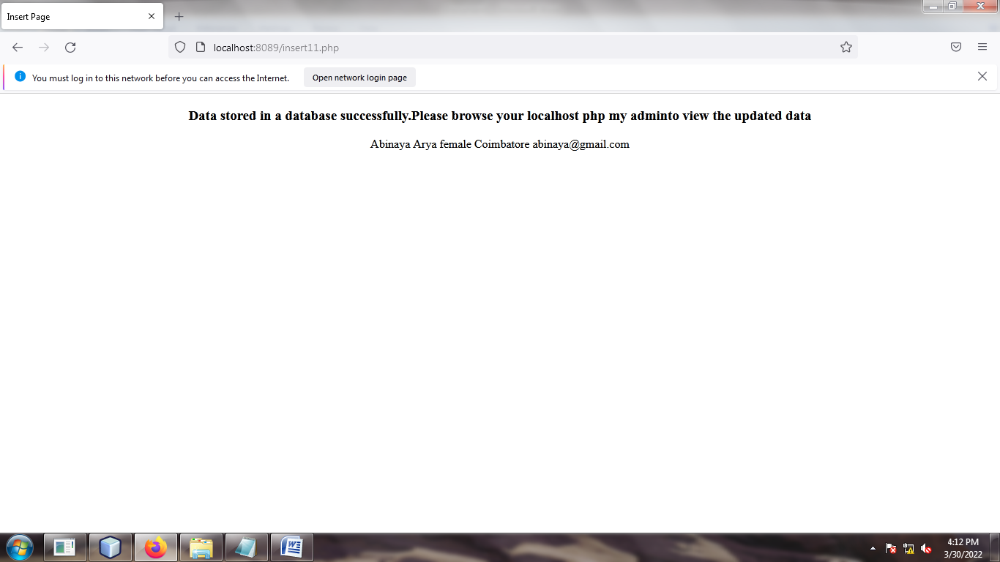 Insert Page
localhost:8089/insert11.php
You must log in to this network before you can access the Internet. Open network login page
Data stored in a database successfully.Please browse your localhost php my adminto view the updated data
Abinaya Arya female Coimbatore abinaya@gmail.com
4:12 PM
3/30/2022